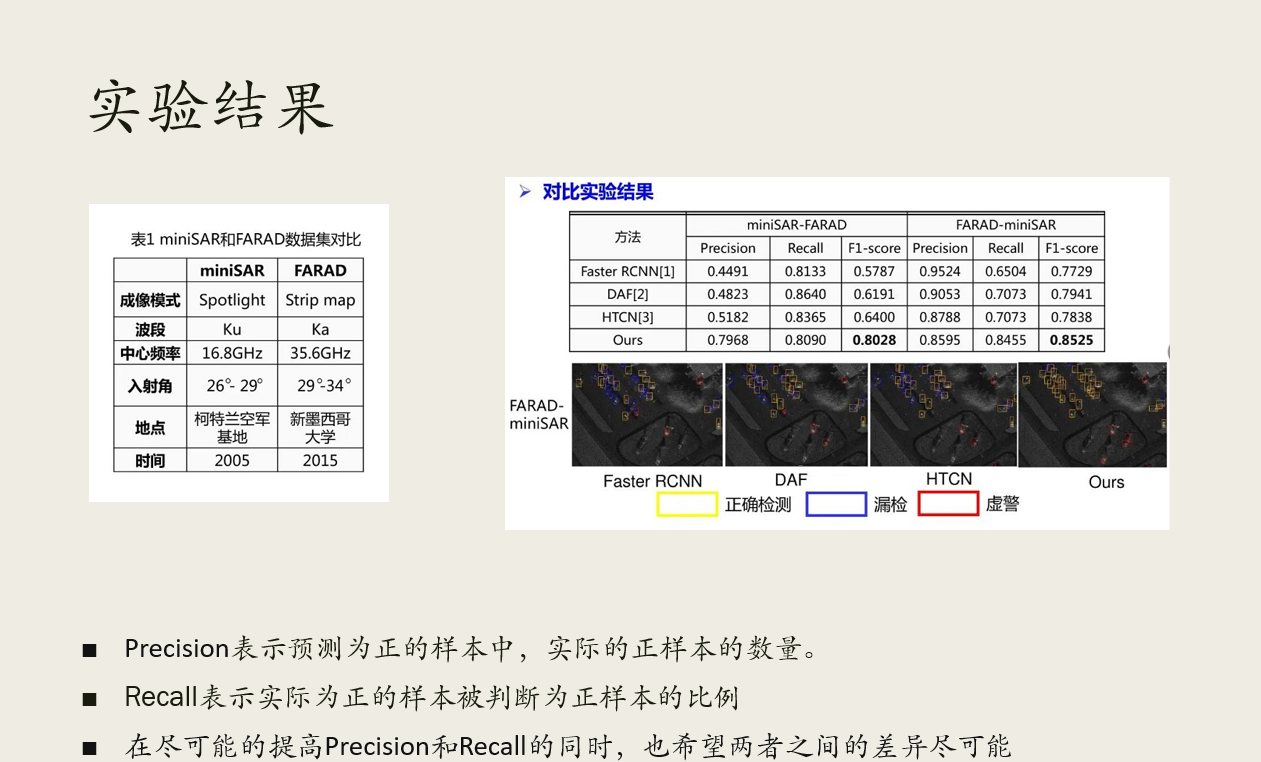 实验结果
表1 miniSAR和FARAD数据集对比
miniSAR FARAD
成像模式 Spotlight Strip map
波段 Ku Ka
中心频率 16.8GHz 35.6GHz
入射角 26°- 29° 29°-34°
地点 柯特兰空军基地 新墨西哥大学
时间 2005 2015
➢ 对比实验结果
方法 miniSAR-FARAD FARAD-miniSAR
Precision Recall F1-score Precision Recall F1-score
Faster RCNN[1] 0.4491 0.8133 0.5787 0.9524 0.6504 0.7729
DAF[2] 0.4823 0.8640 0.6191 0.9053 0.7073 0.7941
HTCN[3] 0.5182 0.8365 0.6400 0.8788 0.7073 0.7838
Ours 0.7968 0.8090 0.8028 0.8595 0.8455 0.8525
FARAD-
miniSAR
Faster RCNN DAF HTCN Ours
正确检测 漏检 虚警
■ Precision表示预测为正的样本中，实际的正样本的数量。
■ Recall表示实际为正的样本被判断为正样本的比例
■ 在尽可能的提高Precision和Recall的同时，也希望两者之间的差异尽可能